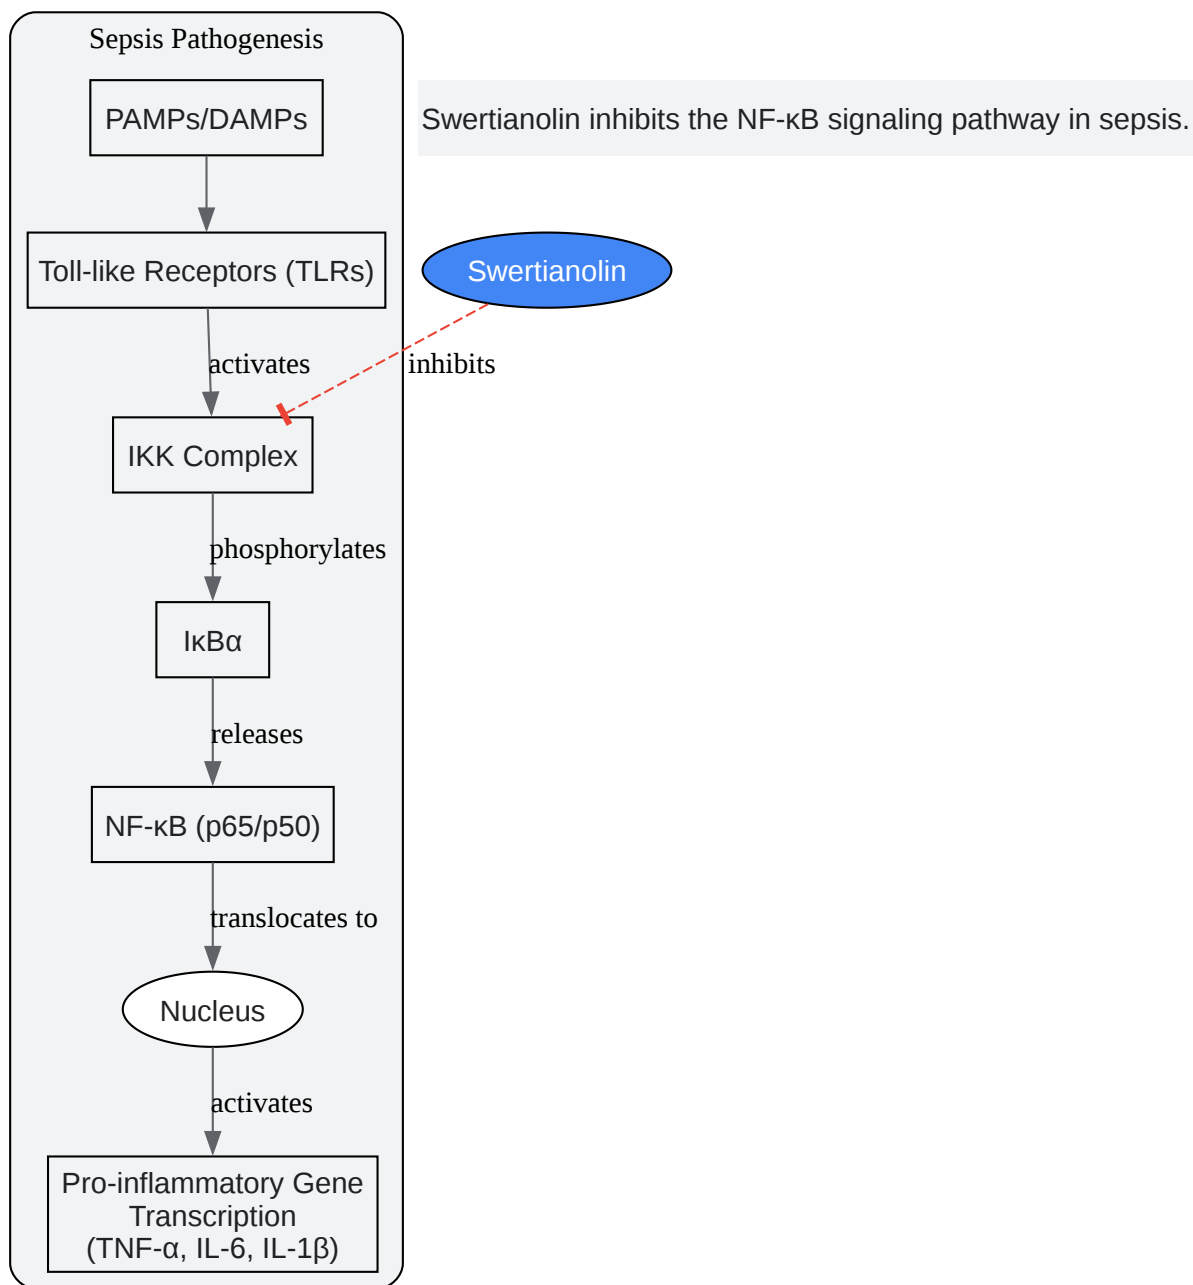 Sepsis Pathogenesis
PAMPs/DAMPs
Swertianolin inhibits the NF-κB signaling pathway in sepsis.
Toll-like Receptors (TLRs)
Swertianolin
activates
inhibits
IKK Complex
phosphorylates
IκBα
releases
NF-κB (p65/p50)
translocates to
Nucleus
activates
Pro-inflammatory Gene
Transcription
(TNF-α, IL-6, IL-1β)